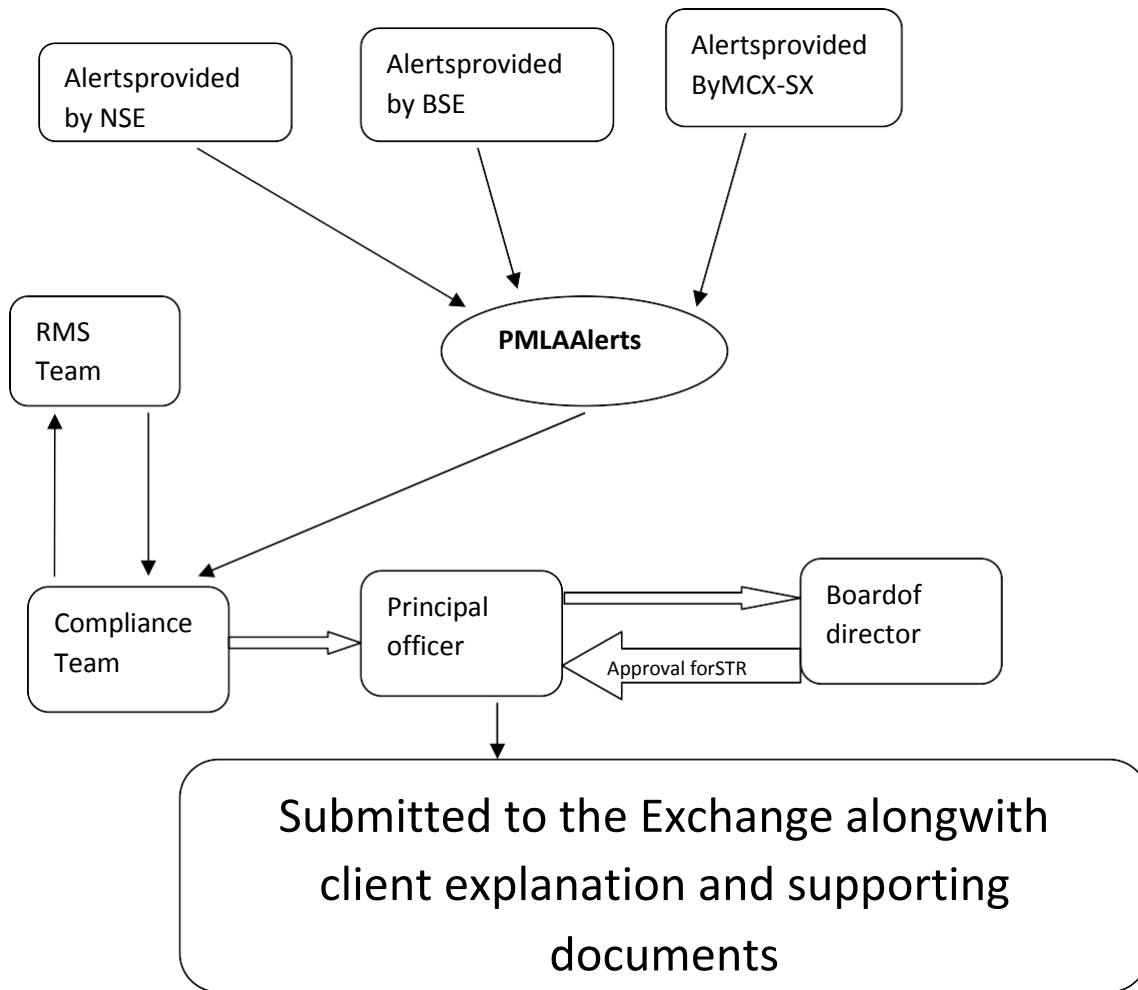 Alertsprovided
by NSE
Alertsprovided
by BSE
Alertsprovided
ByMCX-SX
PMLAAlerts
RMS
Team
Compliance
Team
Principal
officer
Boardof
director
Approval forSTR
Submitted to the Exchange alongwith
client explanation and supporting
documents